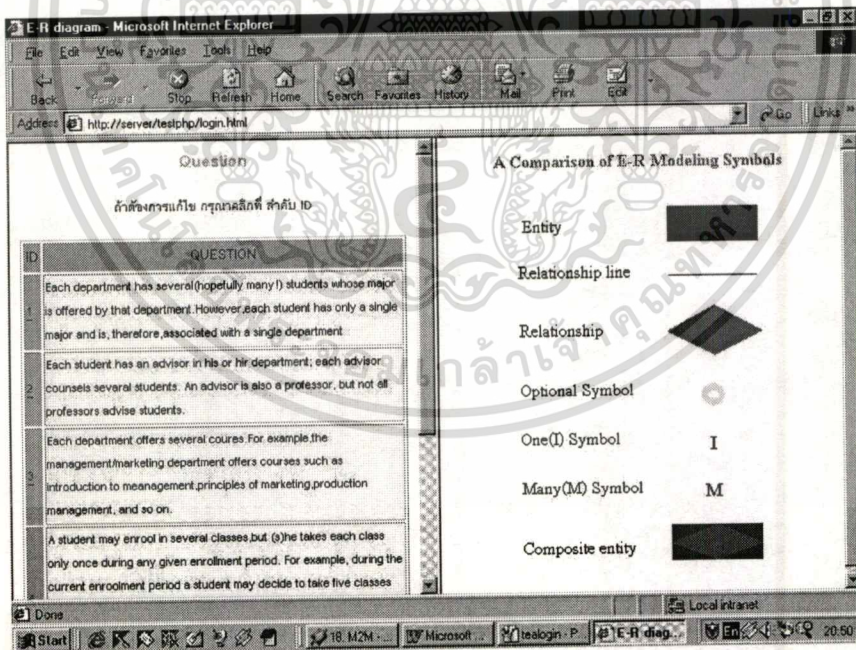 E-R diagram - Microsoft Internet Explorer
File Edit View Favorites Tools Help
Back Forward Stop Refresh Home Search Favorites History Mail Print Edit
Address http://server/testphp/login.html Go Links »
Question
ถ้าต้องการแก้ไข กรุณาคลิกที่ ลำดับ ID
ID QUESTION
1 Each department has several(hopefully many!) students whose major
is offered by that department.However,each student has only a single
major and is, therefore,associated with a single department
2 Each student has an advisor in his or hir department; each advisor
counsels several students. An advisor is also a professor, but not all
professors advise students.
3 Each department offers several coures.For example,the
management/marketing department offers courses such as
introduction to meanagement,principles of marketing,production
management, and so on.
A student may enrool in several classes,but (s)he takes each class
only once during any given enrollment period. For example, during the
current enroolment period a student may decide to take five classes
A Comparison of E-R Modeling Symbols
Entity
Relationship line
Relationship
Optional Symbol
One(I) Symbol I
Many(M) Symbol M
Composite entity
Done Local intranet
Start 18. M2M - ... Microsoft ... tealogin - P... E-R diag... En 20:50